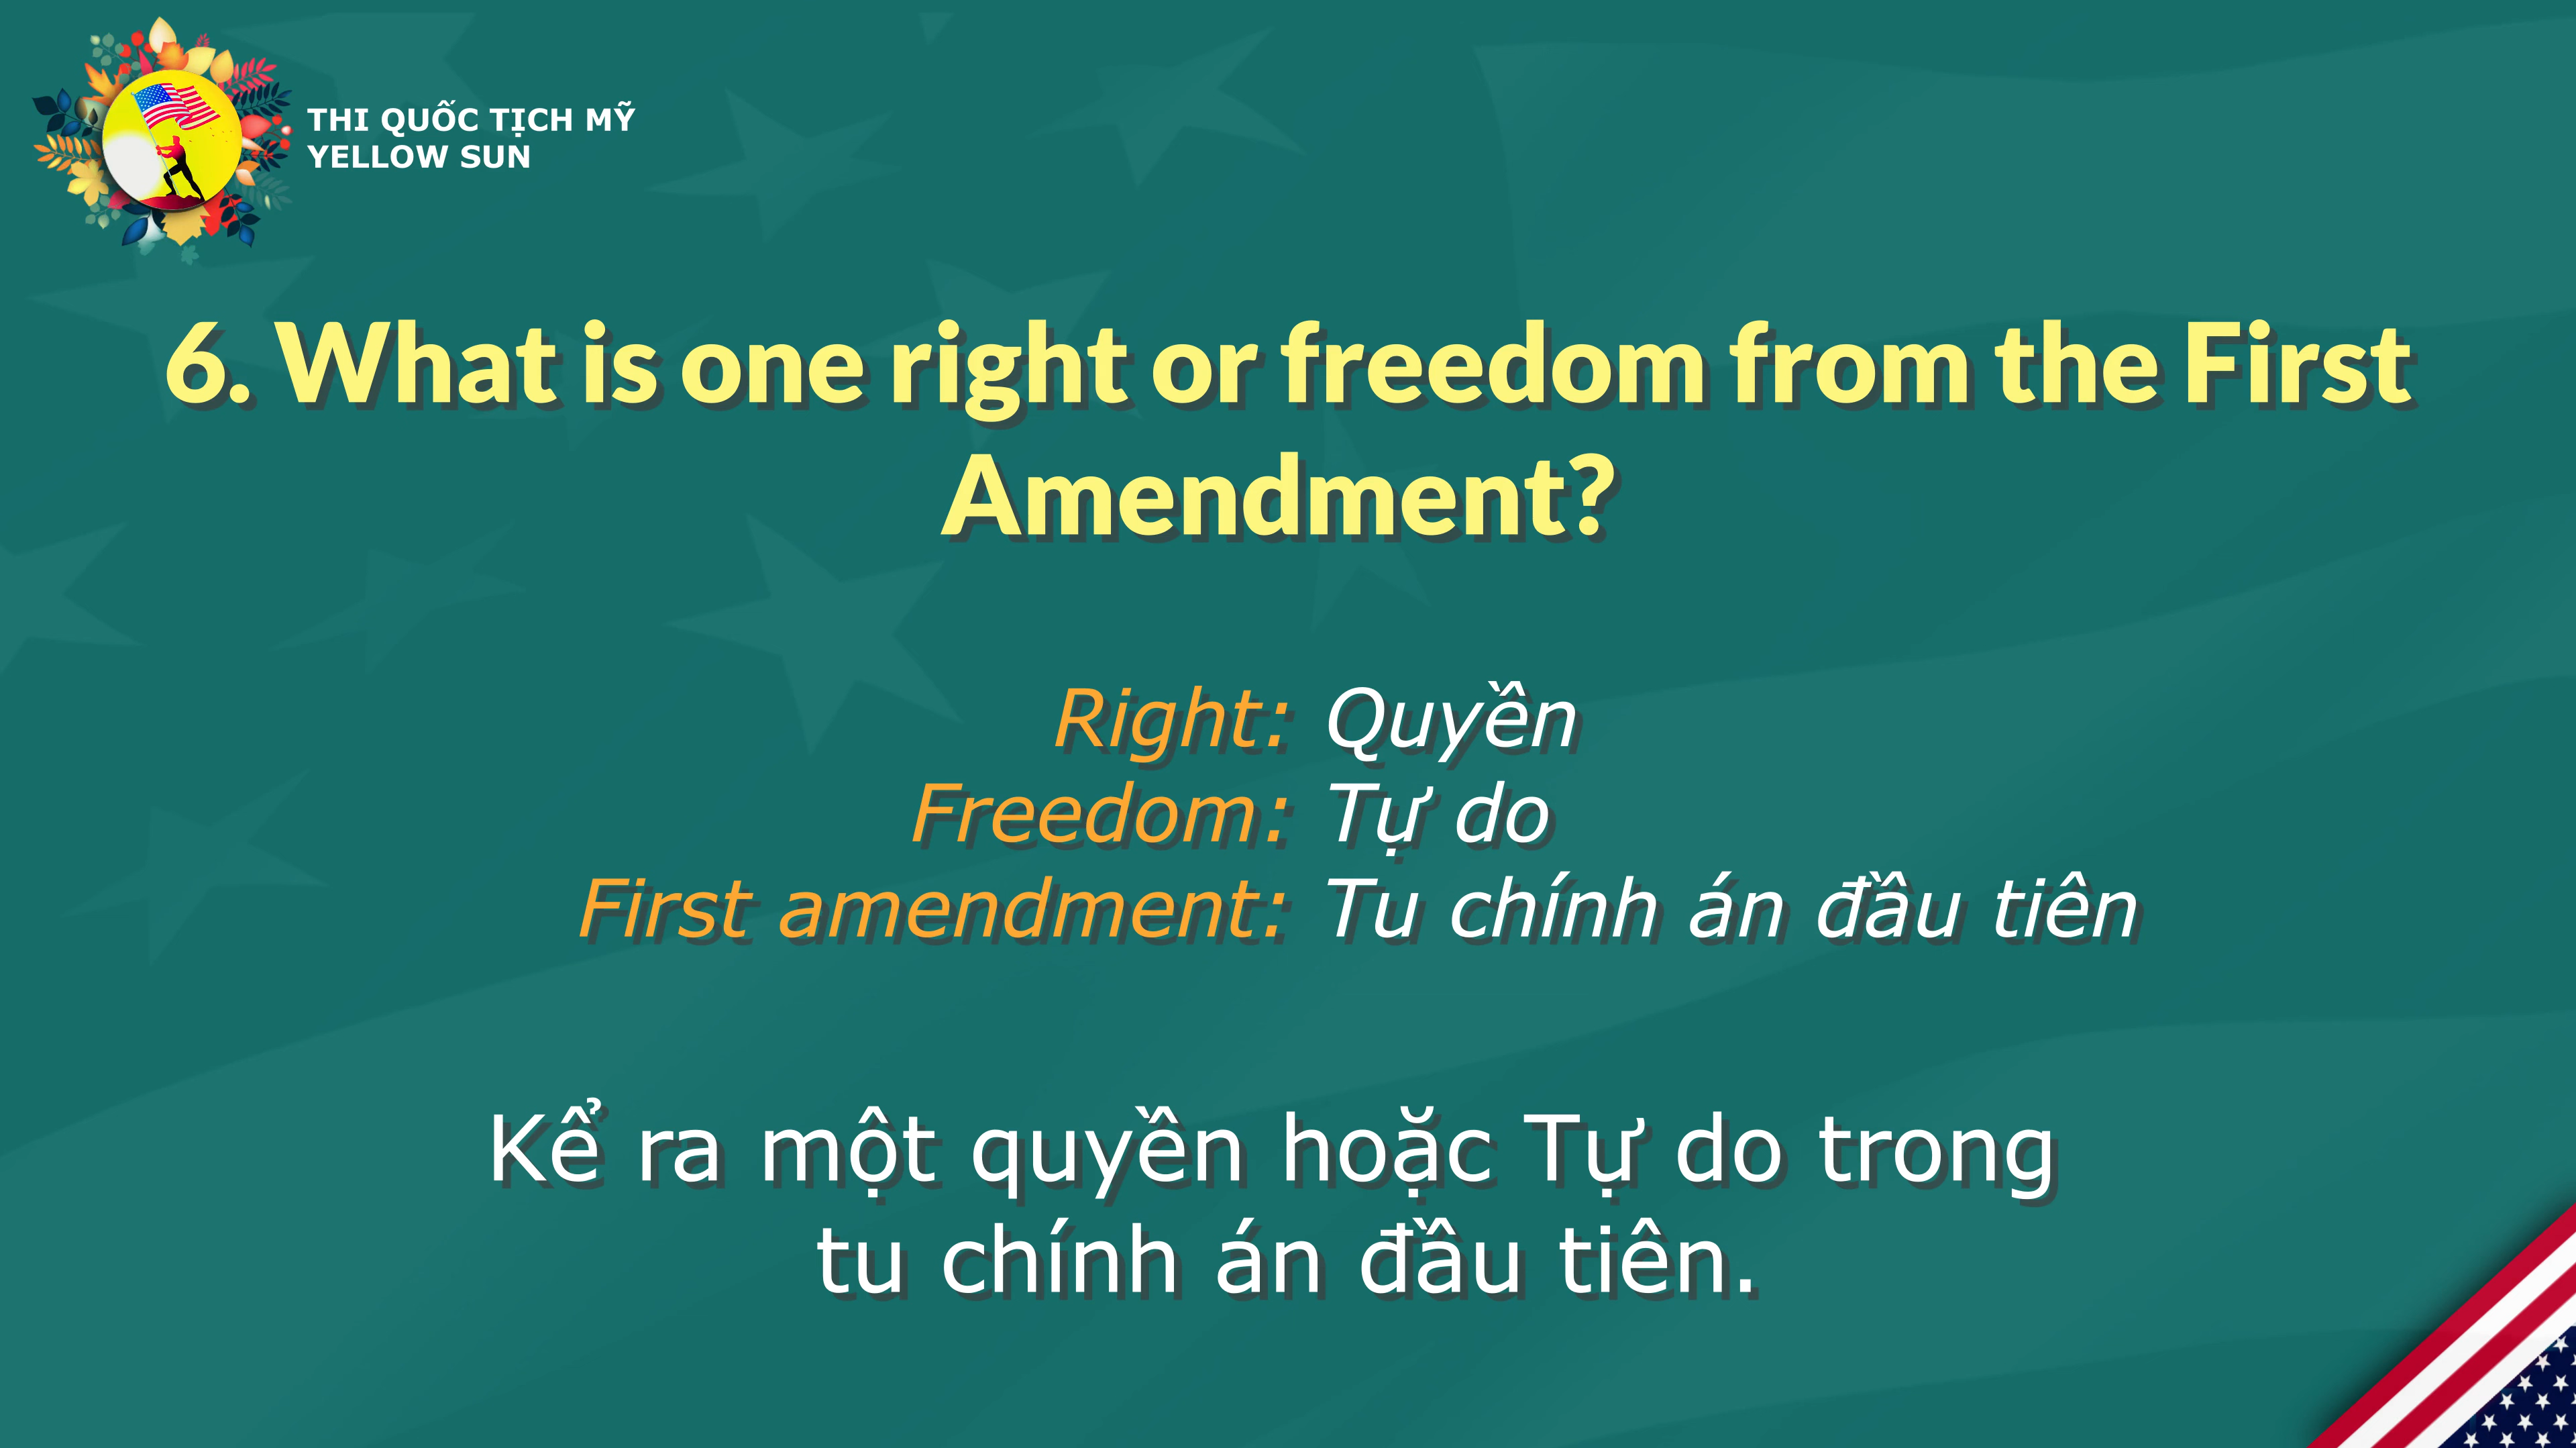 THI QUỐC TỊCH MỸ
YELLOW SUN
6. What is one right or freedom from the First
Amendment?
Right: Quyền
Freedom: Tự do
First amendment: Tu chính án đầu tiên
Kể ra một quyền hoặc Tự do trong
tu chính án đầu tiên.